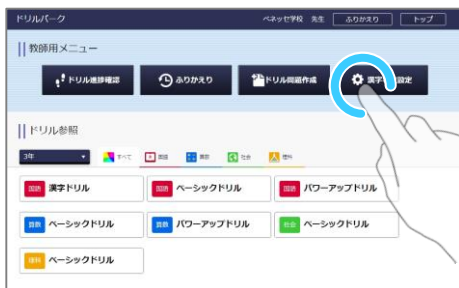 ドリルパーク
ベネッセ学校 先生 ふりかえり トップ
教師用メニュー
ドリル進捗確認 ふりかえり ドリル問題作成 漢字 設定
ドリル参照
3年 すべて 国語 算数 社会 理科
国語 漢字ドリル 国語 ベーシックドリル 国語 パワーアップドリル
算数 ベーシックドリル 算数 パワーアップドリル 社会 ベーシックドリル
理科 ベーシックドリル